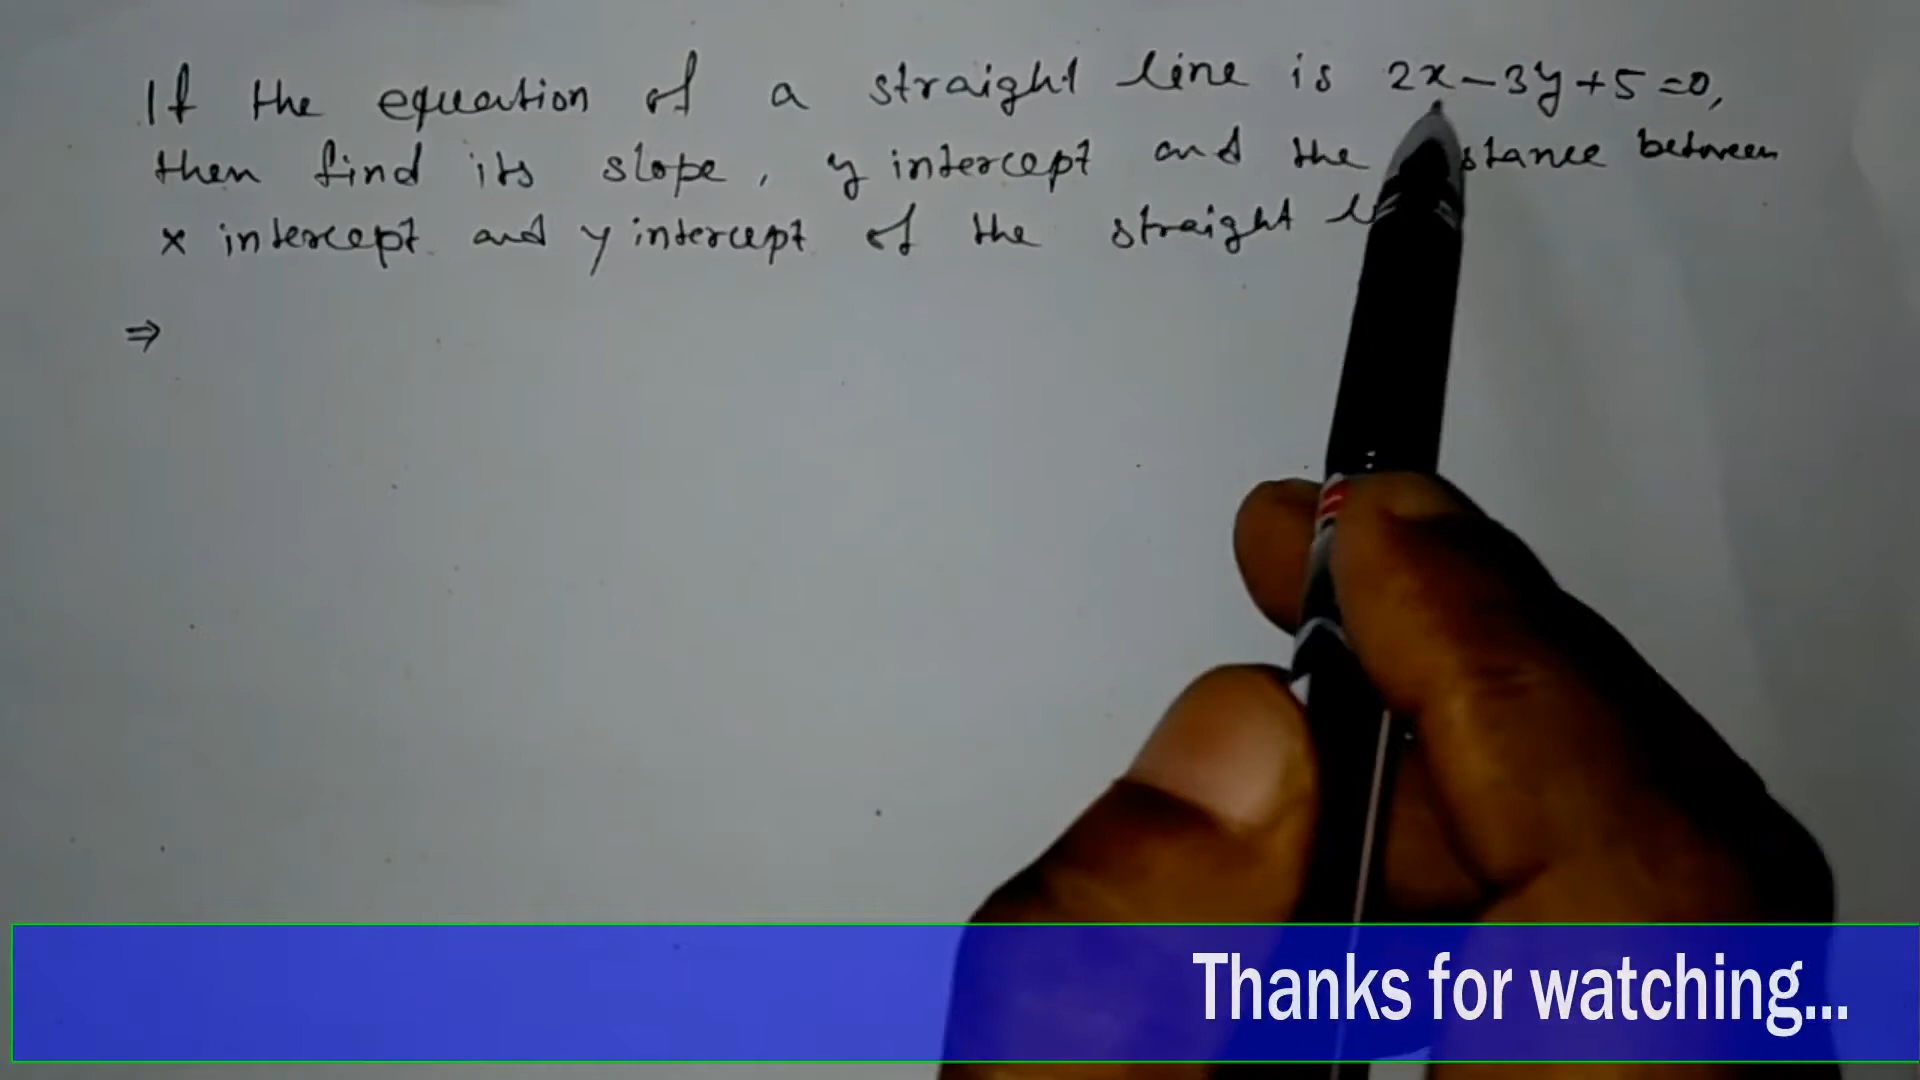 If the equation of a straight line is 2x-3y+5=0,
then find its slope, y intercept and the between
x intercept and y intercept of the straight
⇒
Thanks for watching...